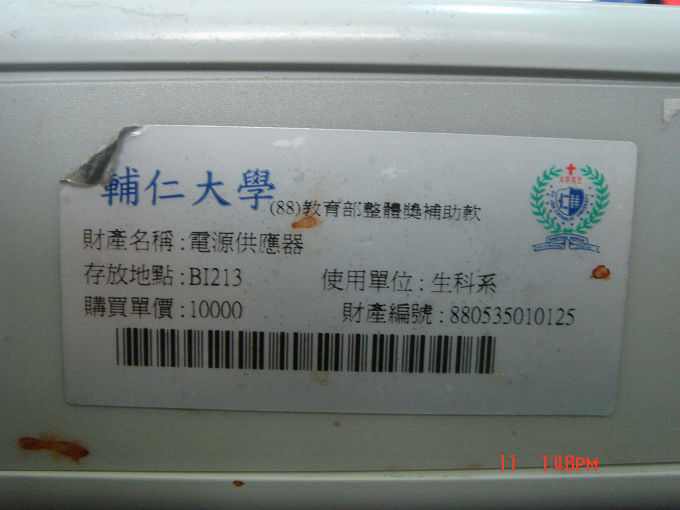 輔仁大學 (88)教育部整體獎補助款
財產名稱:電源供應器
存放地點:BI213 使用單位:生科系
購買單價:10000 財產編號:880535010125
11 1:48PM